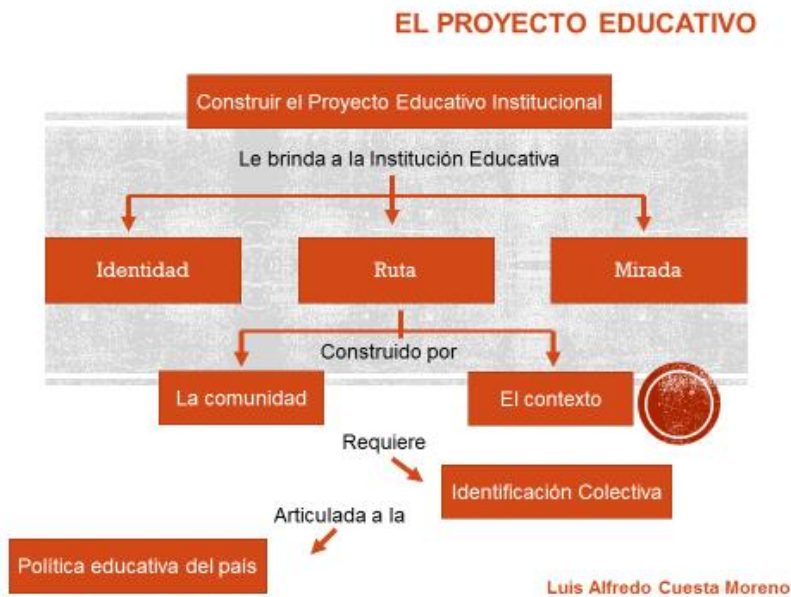 EL PROYECTO EDUCATIVO
Construir el Proyecto Educativo Institucional
Le brinda a la Institución Educativa
Identidad
Ruta
Mirada
Construido por
La comunidad
El contexto
Requiere
Identificación Colectiva
Articulada a la
Política educativa del país
Luis Alfredo Cuesta Moreno